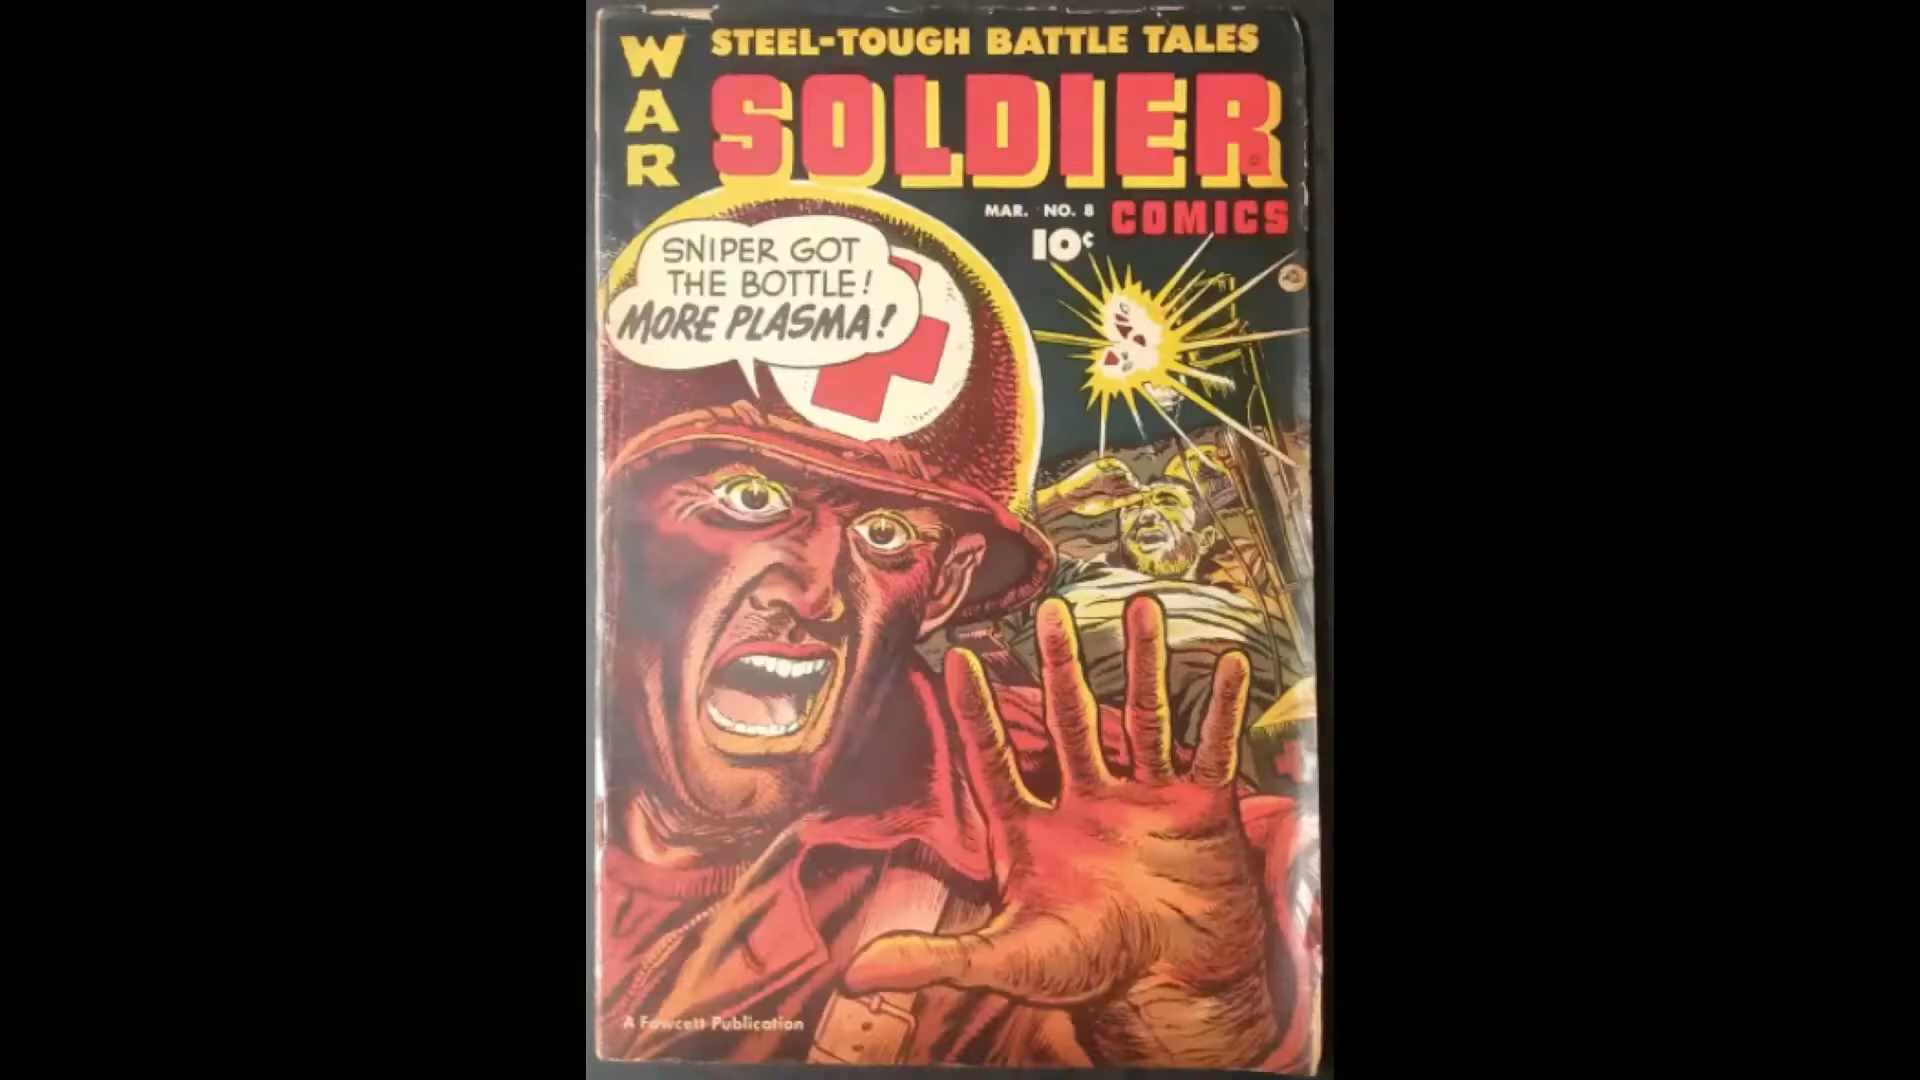 WAR
STEEL-TOUGH BATTLE TALES
SOLDIER
COMICS
MAR. NO. 8
10¢
SNIPER GOT
THE BOTTLE!
MORE PLASMA!
A Fawcett Publication